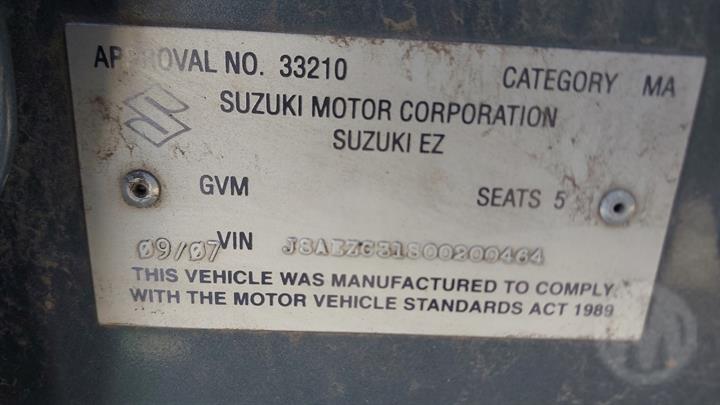 APPROVAL NO. 33210 CATEGORY MA
SUZUKI MOTOR CORPORATION
SUZUKI EZ
GVM SEATS 5
09/07 VIN JSAEZC31S00200464
THIS VEHICLE WAS MANUFACTURED TO COMPLY
WITH THE MOTOR VEHICLE STANDARDS ACT 1989